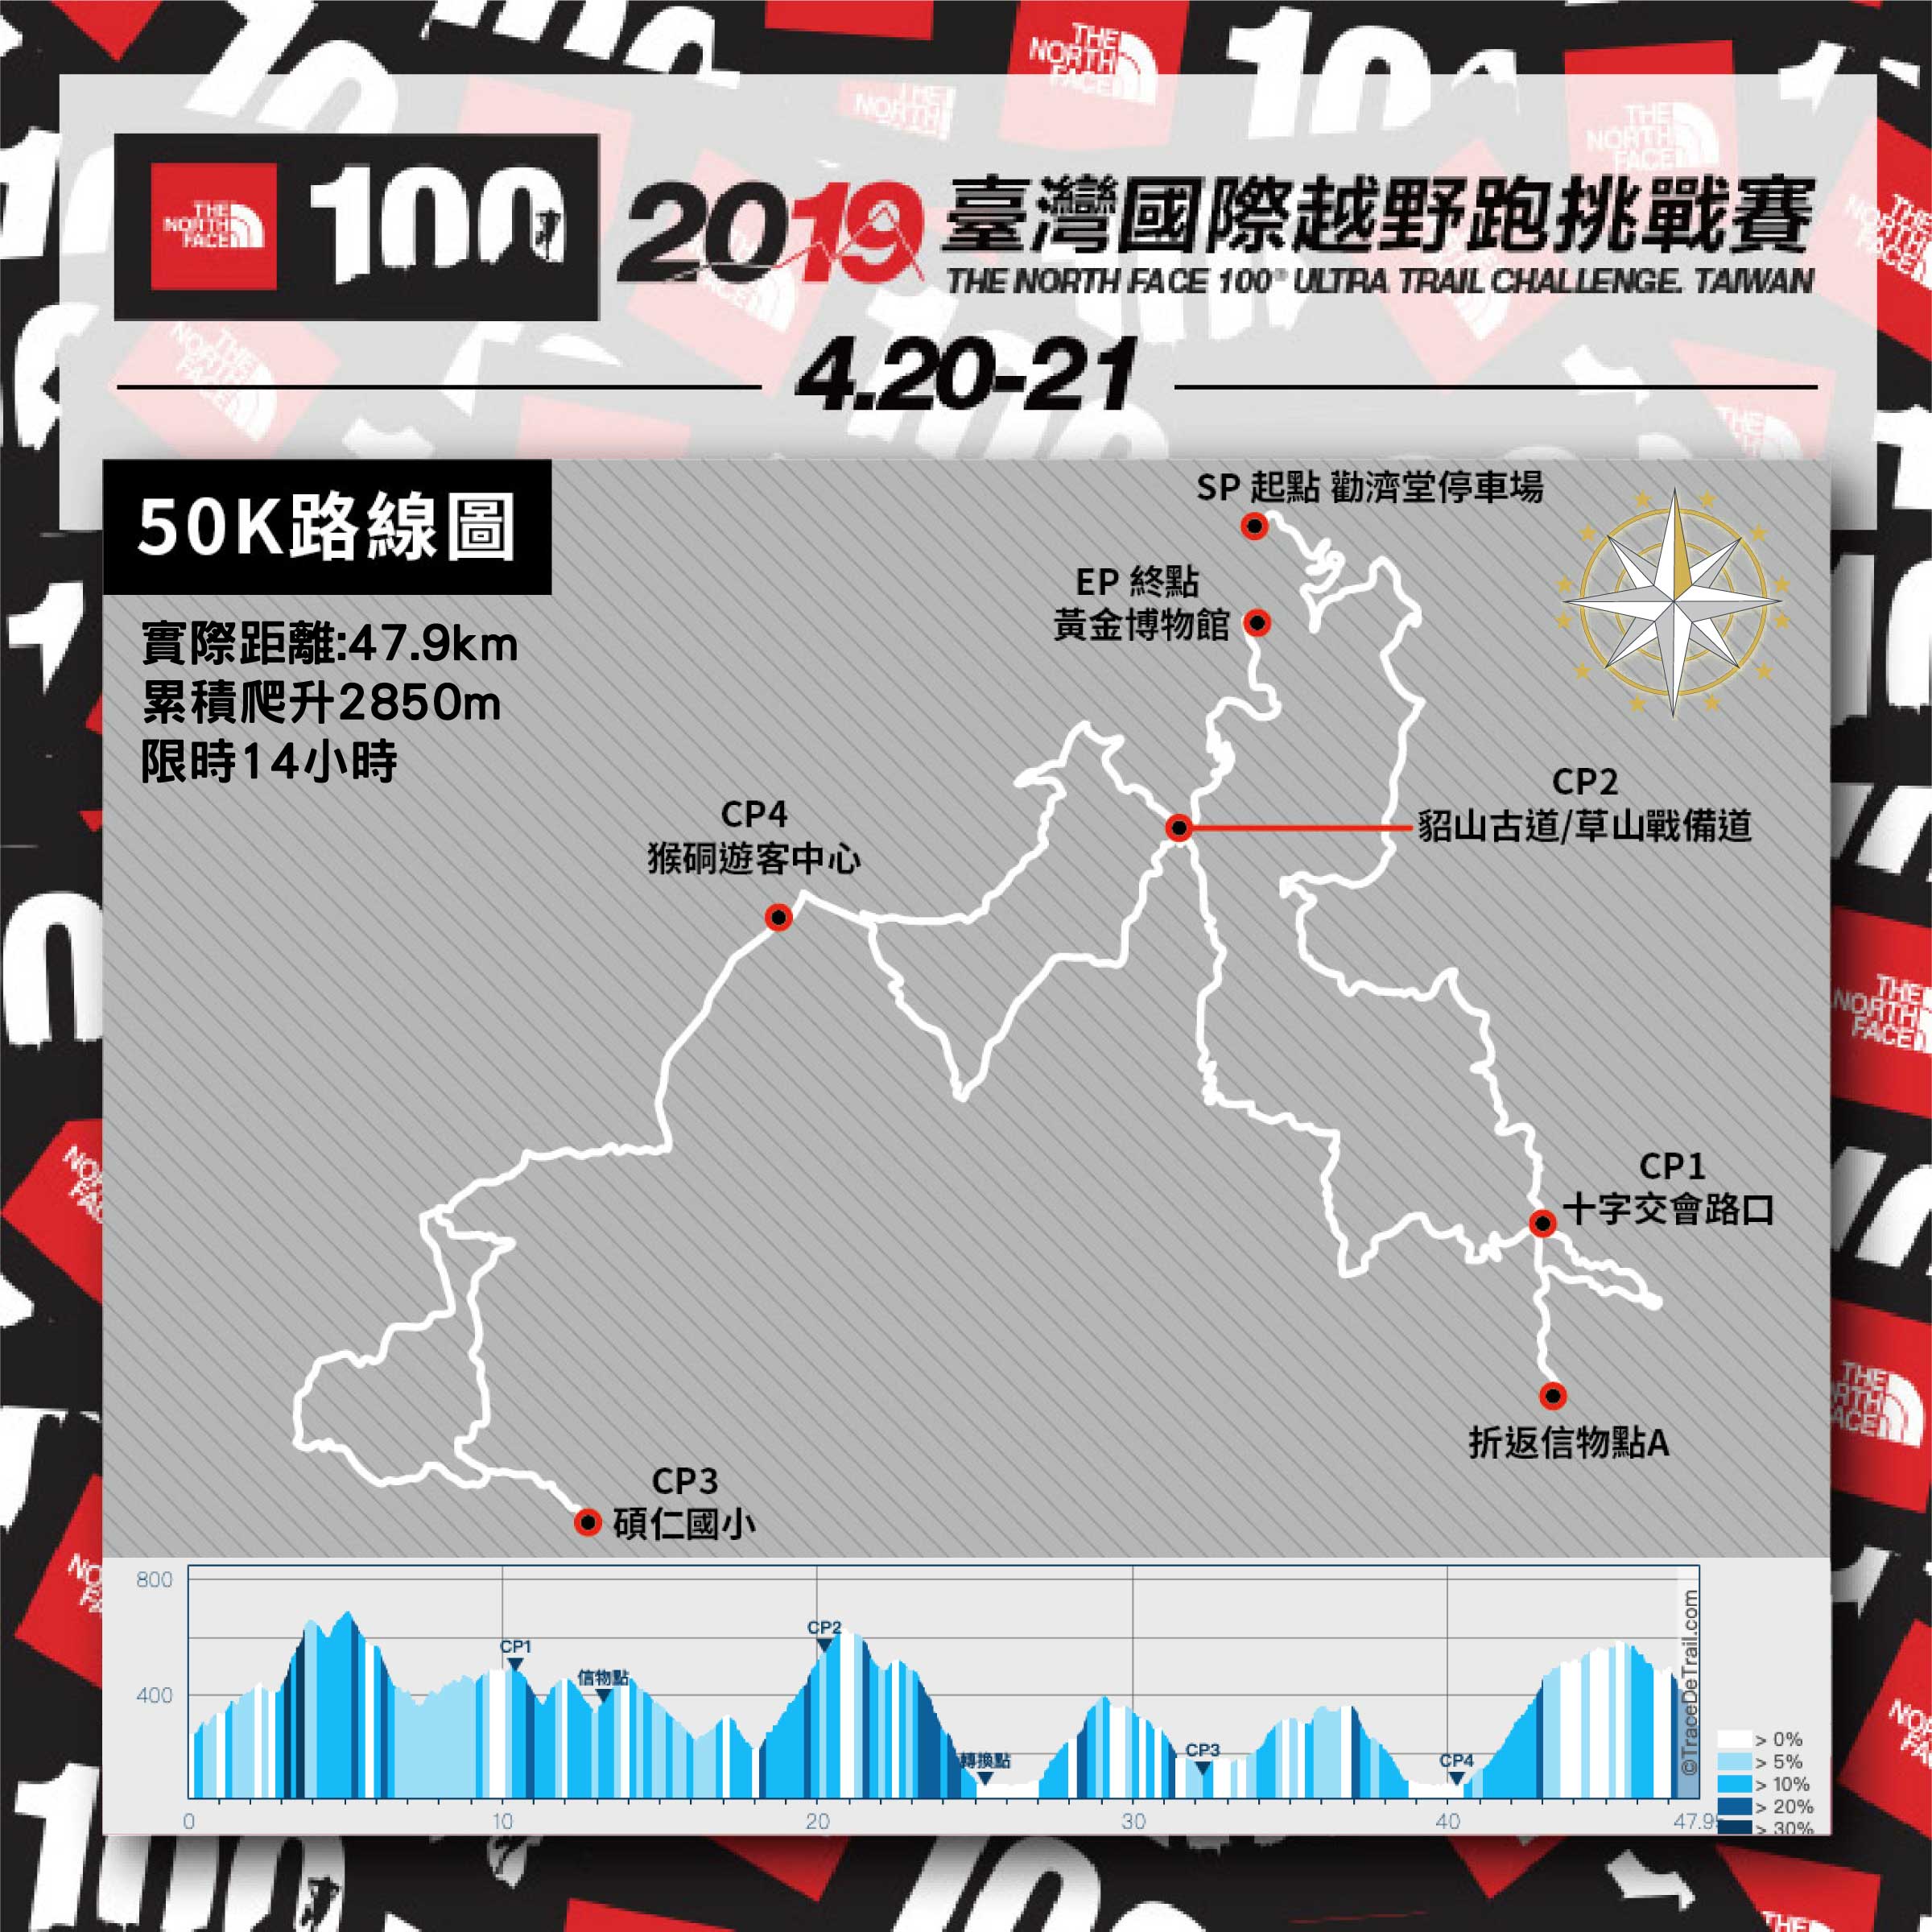 THE NORTH FACE
100
2019
臺灣國際越野跑挑戰賽
THE NORTH FACE 100® ULTRA TRAIL CHALLENGE. TAIWAN
4.20-21
50K路線圖
實際距離:47.9km
累積爬升2850m
限時14小時
SP 起點 勸濟堂停車場
EP 終點
黃金博物館
CP2
貂山古道/草山戰備道
CP4
猴硐遊客中心
CP1
十字交會路口
折返信物點A
CP3
碩仁國小
800
400
CP1
信物點
CP2
轉換點
CP3
CP4
0
10
20
30
40
47.9
©TraceDeTrail.com
> 0%
> 5%
> 10%
> 20%
> 30%